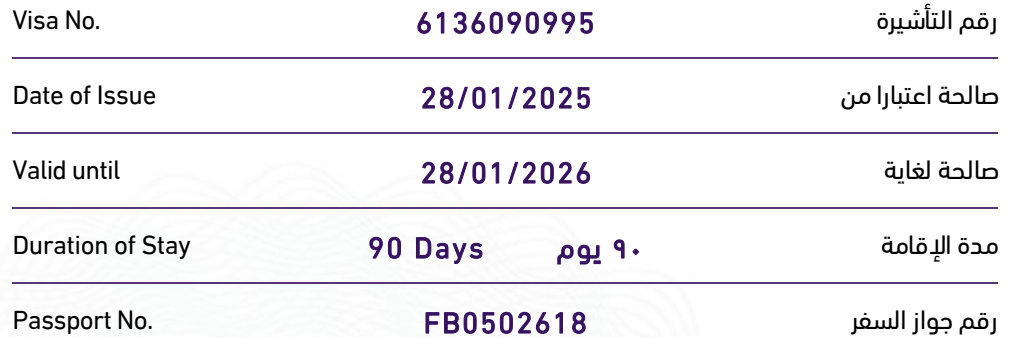 Visa No. 6136090995 رقم التأشيرة
Date of Issue 28/01/2025 صالحة اعتبارا من
Valid until 28/01/2026 صالحة لغاية
Duration of Stay 90 Days ٩٠ يوم مدة الإقامة
Passport No. FB0502618 رقم جواز السفر